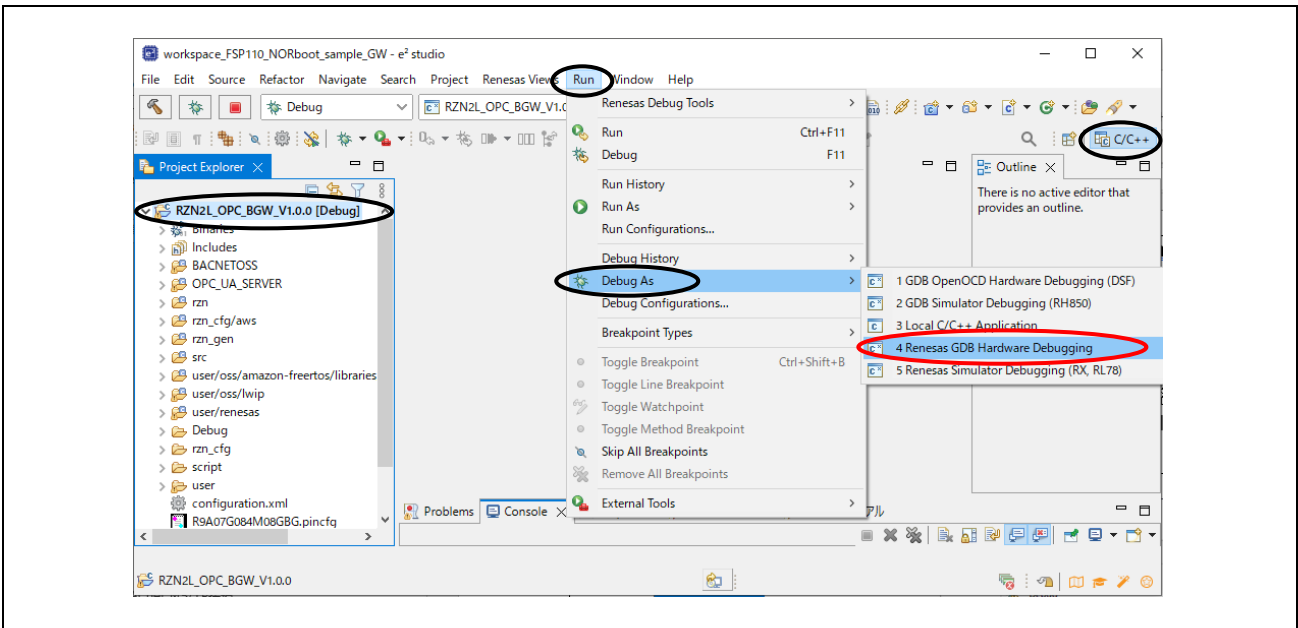 workspace_FSP110_NORboot_sample_GW - e² studio
File Edit Source Refactor Navigate Search Project Renesas Views Run Window Help
Debug
RZN2L_OPC_BGW_V1.0
C/C++
Project Explorer
RZN2L_OPC_BGW_V1.0.0 [Debug]
Binaries
Includes
BACNETOSS
OPC_UA_SERVER
rzn
rzn_cfg/aws
rzn_gen
src
user/oss/amazon-freertos/libraries
user/oss/lwip
user/renesas
Debug
rzn_cfg
script
user
configuration.xml
R9A07G084M08GBG.pincfg
Renesas Debug Tools
Run Ctrl+F11
Debug F11
Run History
Run As
Run Configurations...
Debug History
Debug As
Debug Configurations...
Breakpoint Types
Toggle Breakpoint Ctrl+Shift+B
Toggle Line Breakpoint
Toggle Watchpoint
Toggle Method Breakpoint
Skip All Breakpoints
Remove All Breakpoints
External Tools
1 GDB OpenOCD Hardware Debugging (DSF)
2 GDB Simulator Debugging (RH850)
3 Local C/C++ Application
4 Renesas GDB Hardware Debugging
5 Renesas Simulator Debugging (RX, RL78)
Outline
There is no active editor that
provides an outline.
Problems Console
アル
RZN2L_OPC_BGW_V1.0.0